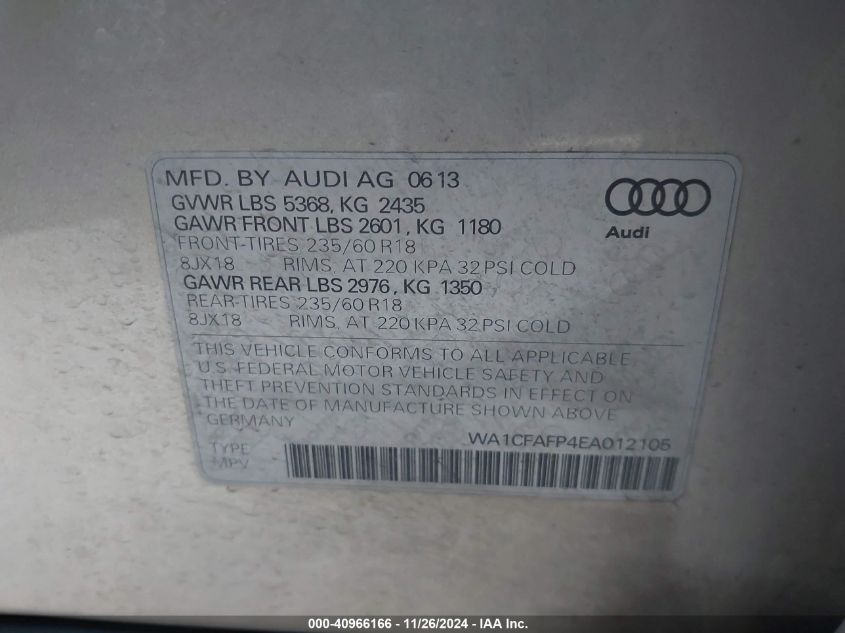 MFD. BY AUDI AG 0613
GVWR LBS 5368, KG 2435
GAWR FRONT LBS 2601, KG 1180
FRONT-TIRES 235/60 R18
8JX18 RIMS, AT 220 KPA 32 PSI COLD
GAWR REAR LBS 2976, KG 1350
REAR-TIRES 235/60 R18
8JX18 RIMS, AT 220 KPA 32 PSI COLD
Audi
THIS VEHICLE CONFORMS TO ALL APPLICABLE
U.S. FEDERAL MOTOR VEHICLE SAFETY AND
THEFT PREVENTION STANDARDS IN EFFECT ON
THE DATE OF MANUFACTURE SHOWN ABOVE
GERMANY
WA1CFAFP4EA012105
TYPE
MPV
000-40966166 - 11/26/2024 - IAA Inc.